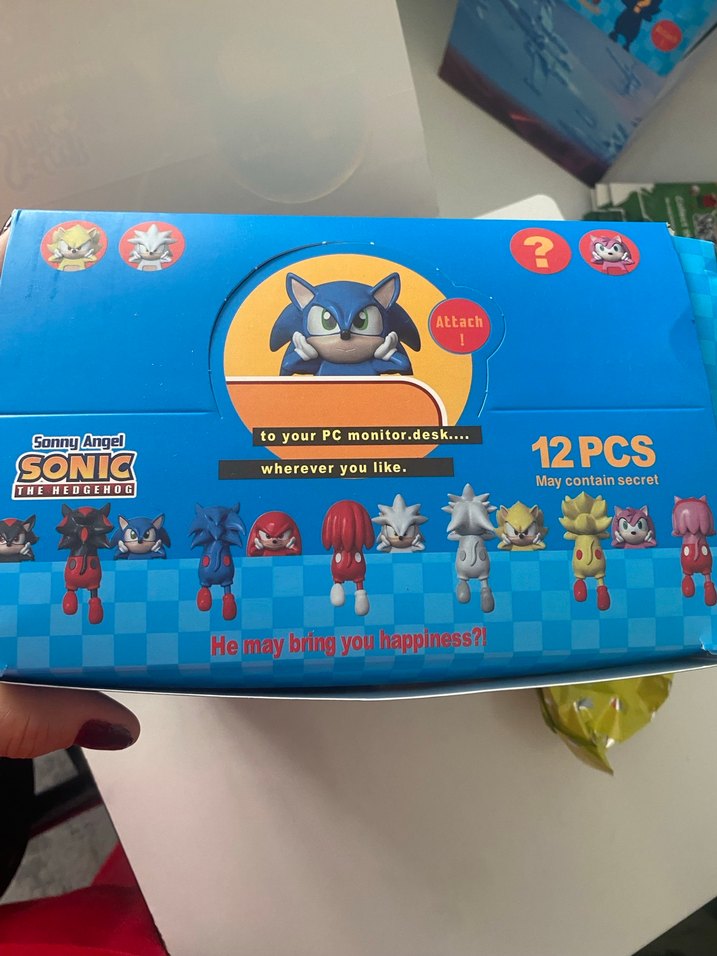 ?
Attach
!
to your PC monitor.desk....
wherever you like.
Sonny Angel
SONIC
THE HEDGEHOG
12 PCS
May contain secret
He may bring you happiness?!